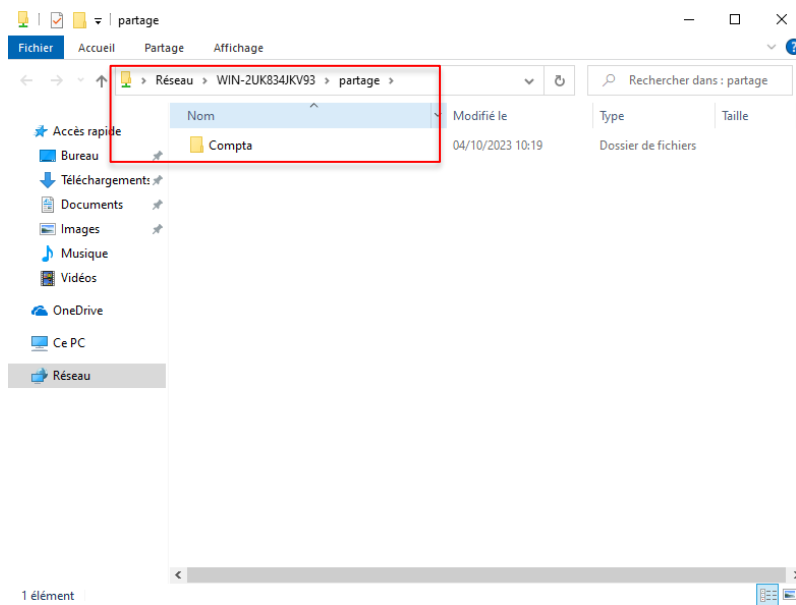 partage
Fichier Accueil Partage Affichage
Réseau > WIN-2UK834JKV93 > partage > Rechercher dans : partage
Nom Modifié le Type Taille
Compta 04/10/2023 10:19 Dossier de fichiers
Accès rapide
Bureau
Téléchargements
Documents
Images
Musique
Vidéos
OneDrive
Ce PC
Réseau
1 élément